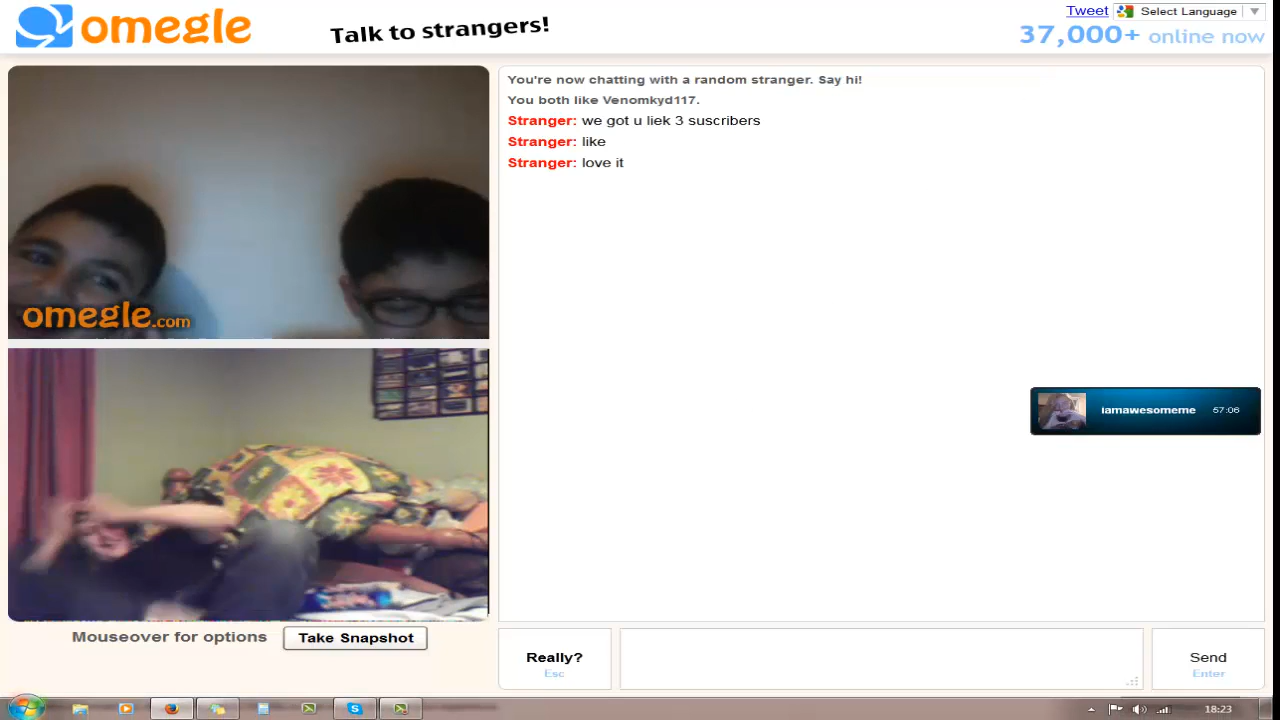 omegle
Talk to strangers!
Tweet
Select Language
37,000+ online now
You're now chatting with a random stranger. Say hi!
You both like Venomkyd117.
Stranger: we got u liek 3 suscribers
Stranger: like
Stranger: love it
omegle.com
iamawesomeme 57:06
Mouseover for options
Take Snapshot
Really?
Esc
Send
Enter
18:23